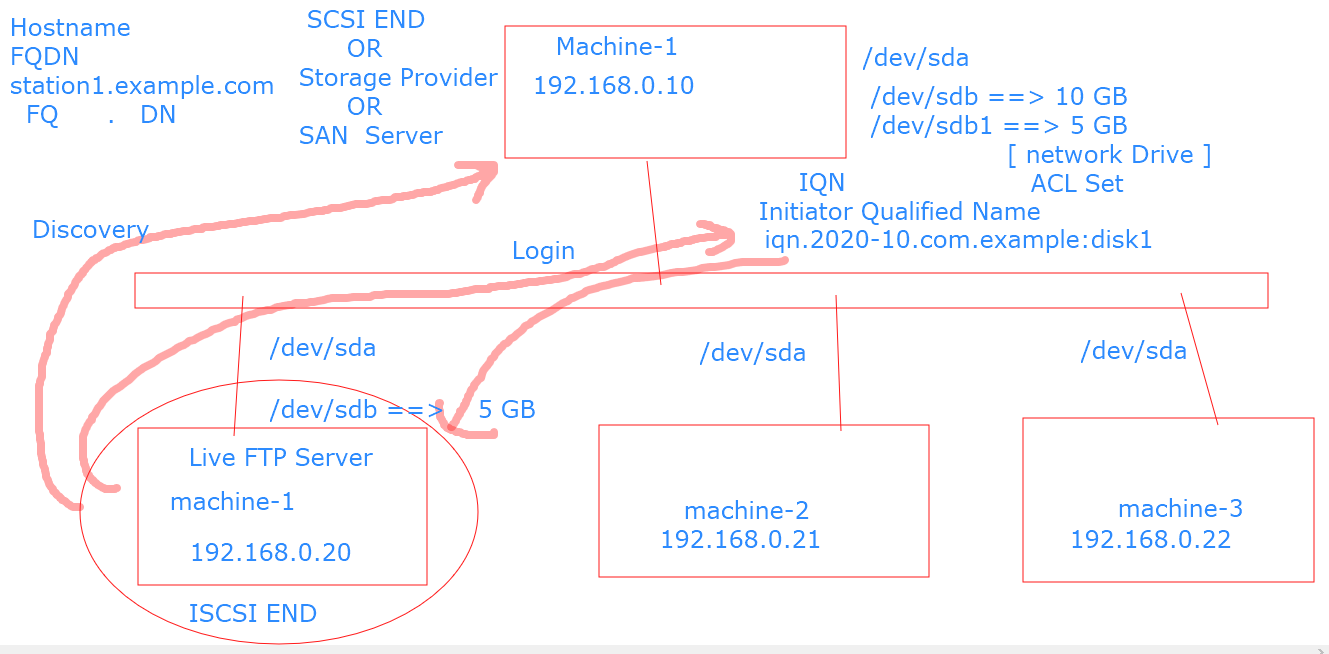 Hostname
FQDN
station1.example.com
FQ . DN
SCSI END
OR
Storage Provider
OR
SAN Server
Machine-1
192.168.0.10
/dev/sda
/dev/sdb ==> 10 GB
/dev/sdb1 ==> 5 GB
[ network Drive ]
ACL Set
IQN
Initiator Qualified Name
iqn.2020-10.com.example:disk1
Discovery
Login
/dev/sda
/dev/sdb ==> 5 GB
Live FTP Server
machine-1
192.168.0.20
ISCSI END
/dev/sda
machine-2
192.168.0.21
/dev/sda
machine-3
192.168.0.22